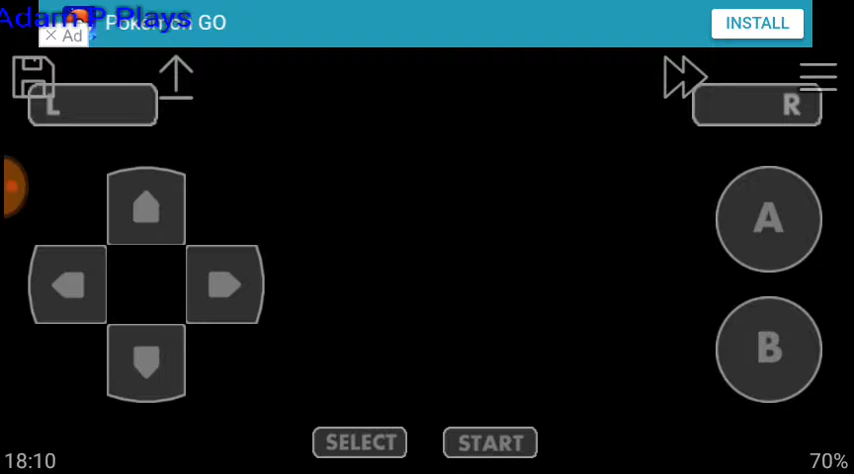 Adam P Plays
Pokémon GO
Ad
INSTALL
L
R
A
B
SELECT
START
18:10
70%